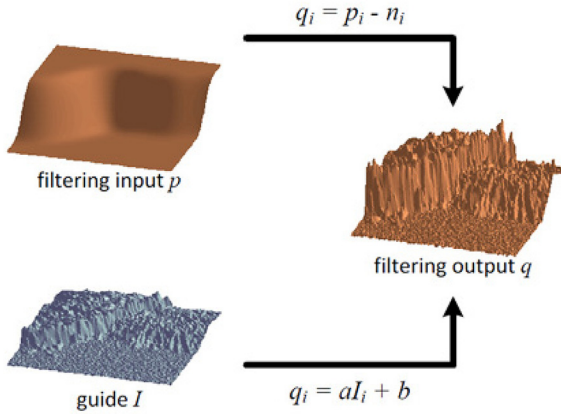 qᵢ = pᵢ - nᵢ
filtering input p
filtering output q
guide I
qᵢ = aIᵢ + b